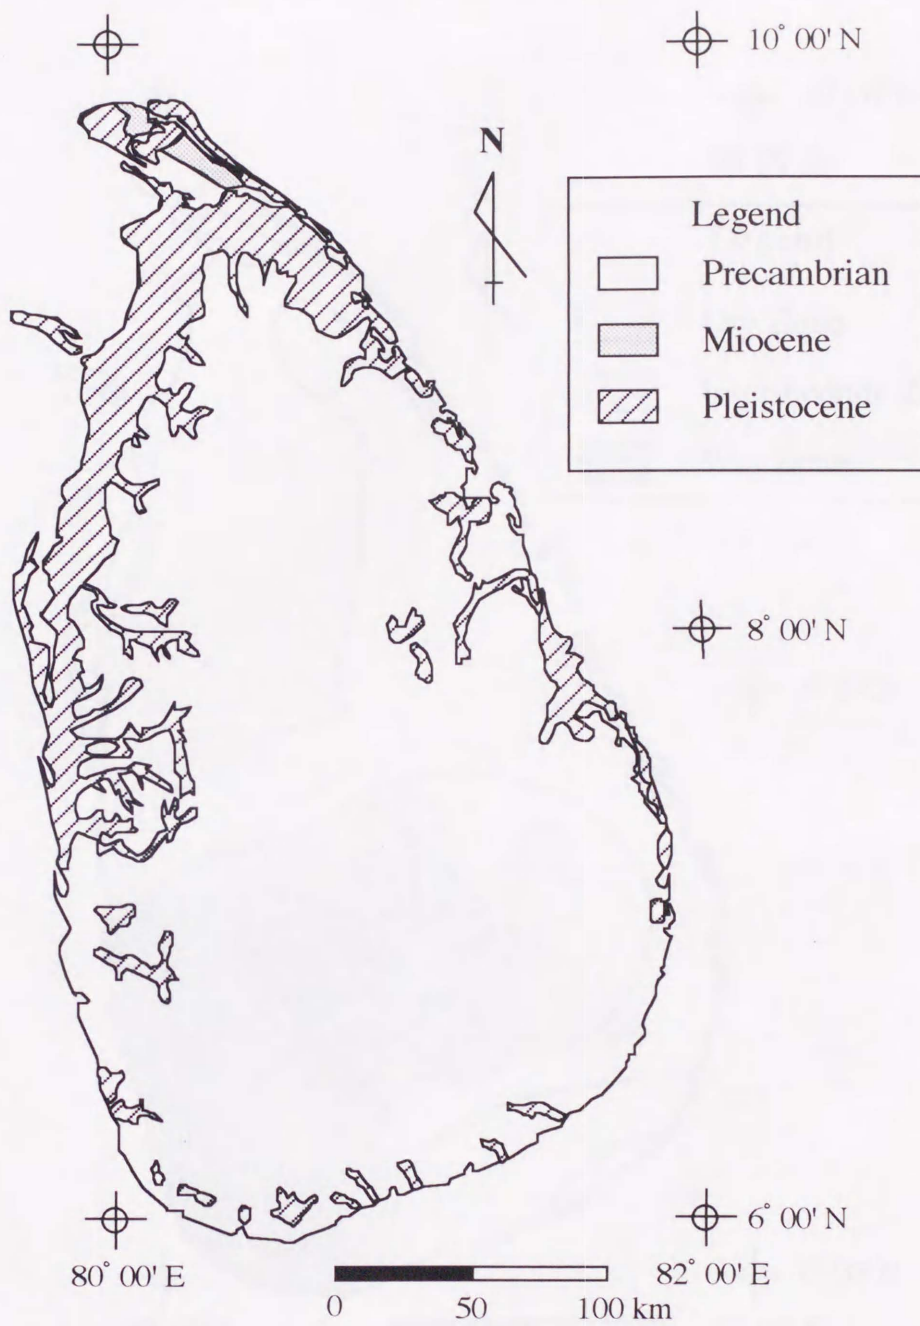 10° 00' N
N
Legend
Precambrian
Miocene
Pleistocene
8° 00' N
6° 00' N
80° 00' E
82° 00' E
0 50 100 km